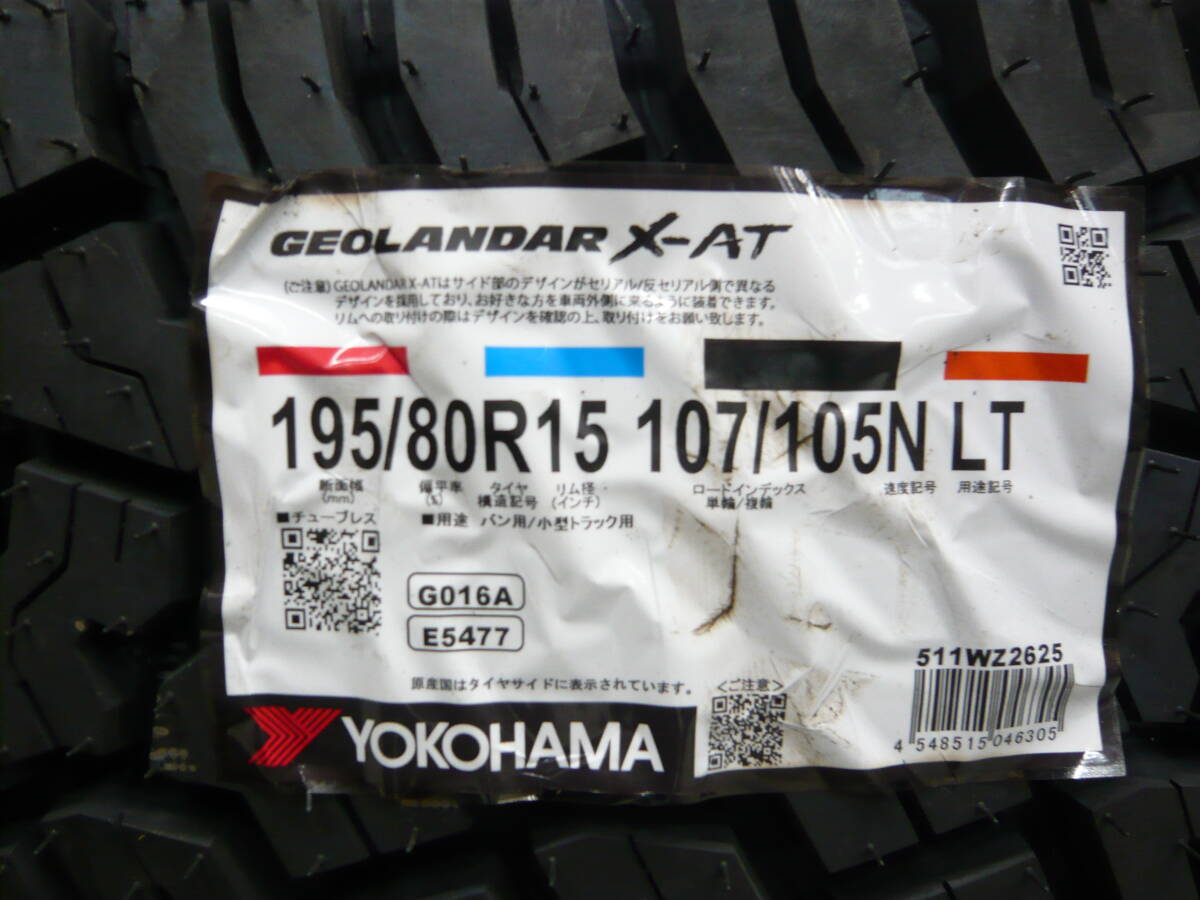 GEOLANDAR X-AT
(ご注意) GEOLANDAR X-ATはサイド部のデザインがセリアル/反セリアル側で異なる
デザインを採用しており、お好きな方を車両外側に来るように装着できます。
リムへの取り付けの際はデザインを確認の上、取り付けをお願い致します。
195/80R15 107/105N LT
断面幅 偏平率 タイヤ リム径 ロードインデックス 速度記号 用途記号
(mm) (%) 構造記号 (インチ) 単輪/複輪
■チューブレス ■用途 バン用/小型トラック用
G016A
E5477
511WZ2625
原産国はタイヤサイドに表示されています。 <ご注意>
YOKOHAMA
4 548515 046305